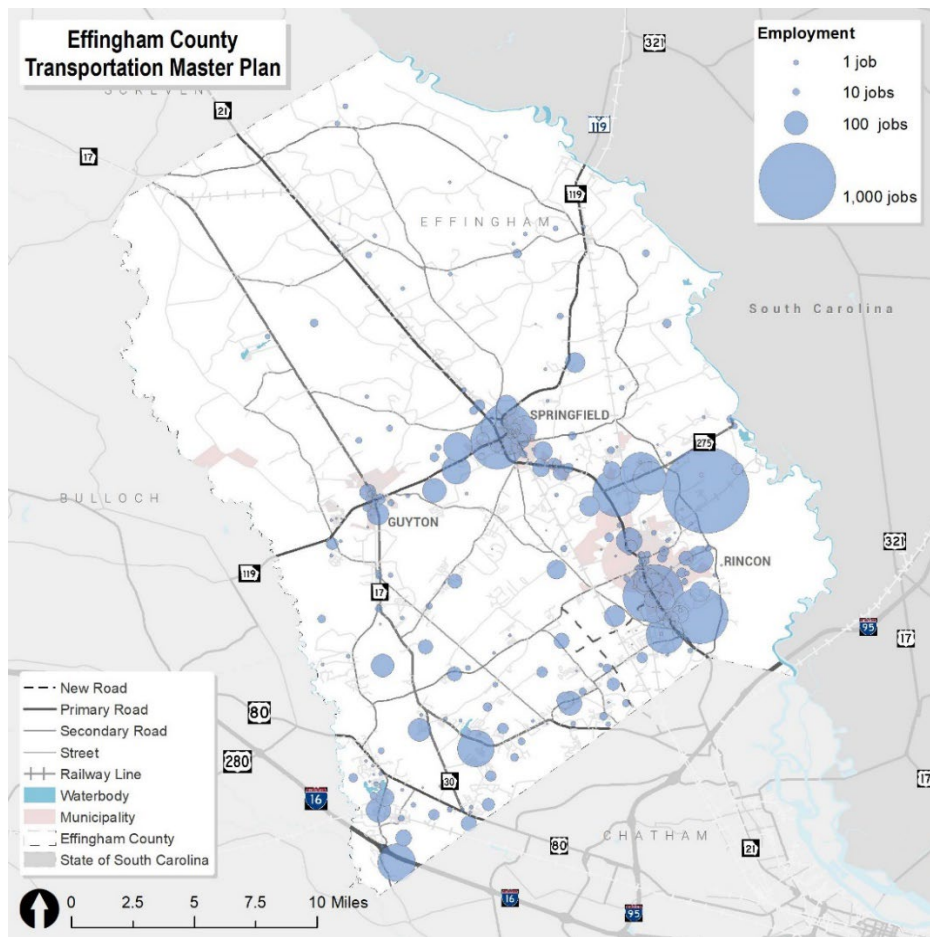 Effingham County
Transportation Master Plan
Employment
1 job
10 jobs
100 jobs
1,000 jobs
SCREVEN
21
17
321
119
119
EFFINGHAM
South Carolina
SPRINGFIELD
275
BULLOCH
GUYTON
RINCON
321
119
17
95
17
80
280
16
30
80
CHATHAM
21
17
16
95
New Road
Primary Road
Secondary Road
Street
Railway Line
Waterbody
Municipality
Effingham County
State of South Carolina
0 2.5 5 10 Miles